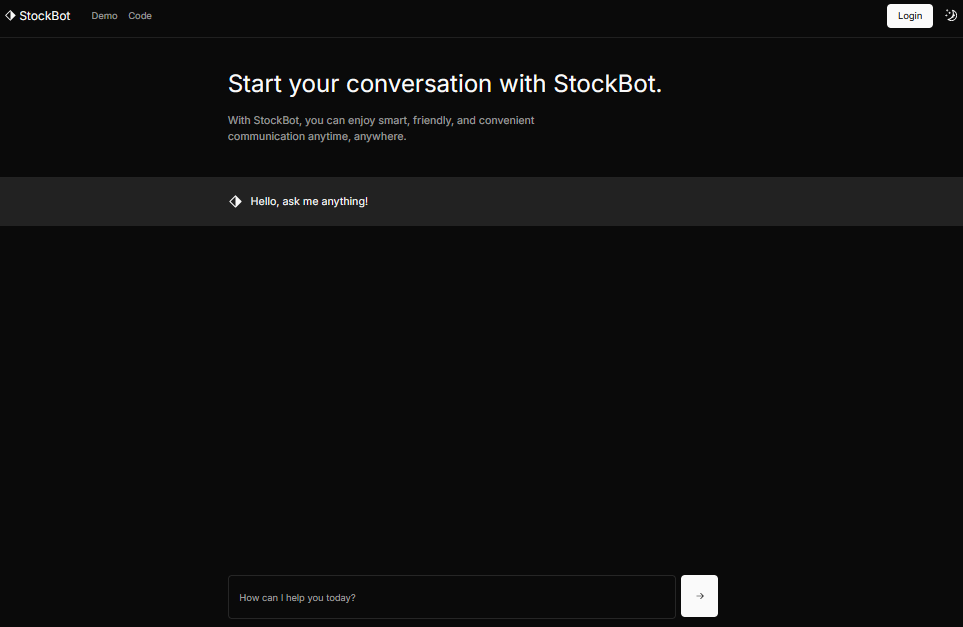 StockBot Demo Code Login
Start your conversation with StockBot.
With StockBot, you can enjoy smart, friendly, and convenient
communication anytime, anywhere.
Hello, ask me anything!
How can I help you today?